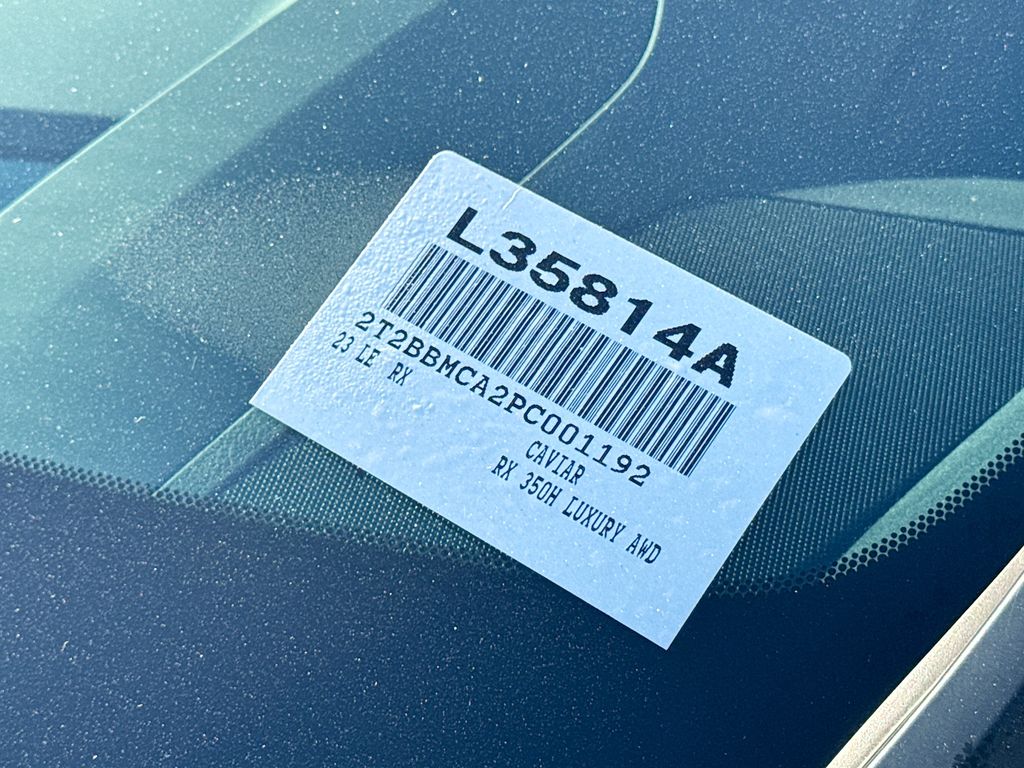 L35814A
2T2BBMCA2PC001192
23 LE RX
CAVIAR
RX 350H LUXURY AWD